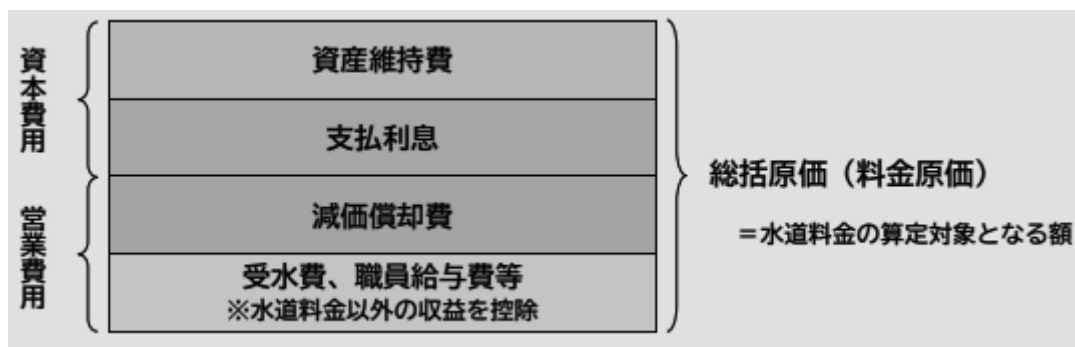 資本費用
資産維持費
支払利息
営業費用
減価償却費
受水費、職員給与費等
※水道料金以外の収益を控除
総括原価（料金原価）
＝水道料金の算定対象となる額